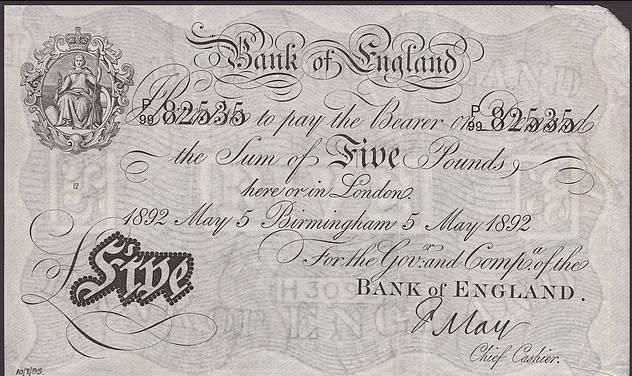 Bank of England
P/99 82535 Promise to pay the Bearer on Demand P/99 82535
the Sum of Five Pounds
here or in London.
12
1892 May 5 Birmingham 5 May 1892
For the Govr. and Compa. of the
Five
BANK of ENGLAND.
F May
Chief Cashier.